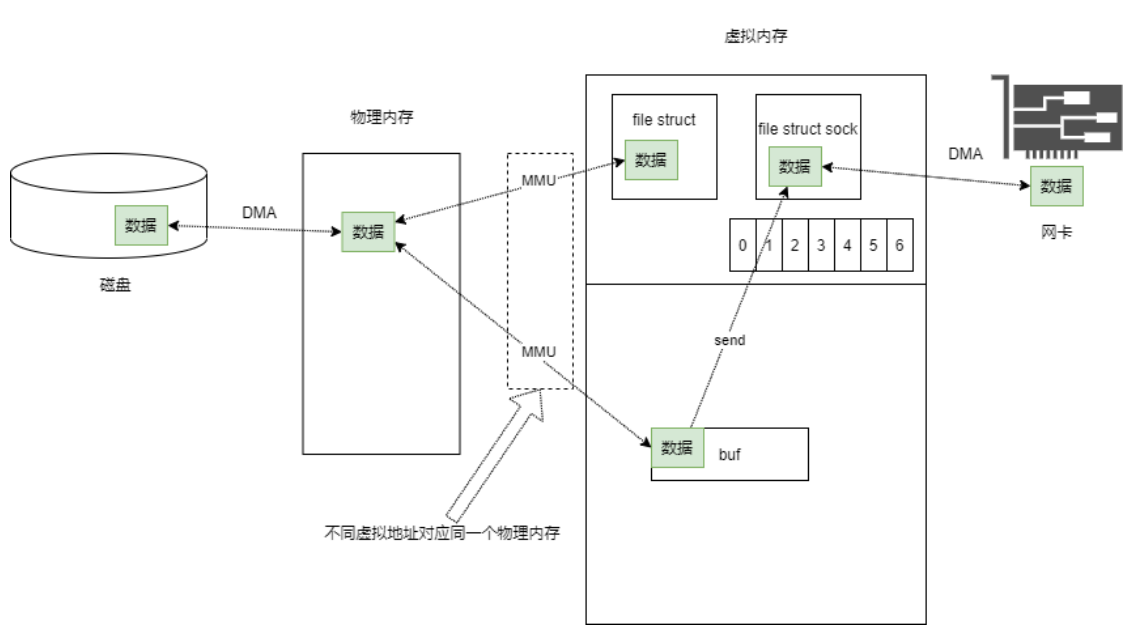 虚拟内存
物理内存
file struct
数据
file struct sock
数据
DMA
数据
网卡
MMU
数据
磁盘
DMA
数据
0 1 2 3 4 5 6
MMU
send
数据
buf
不同虚拟地址对应同一个物理内存